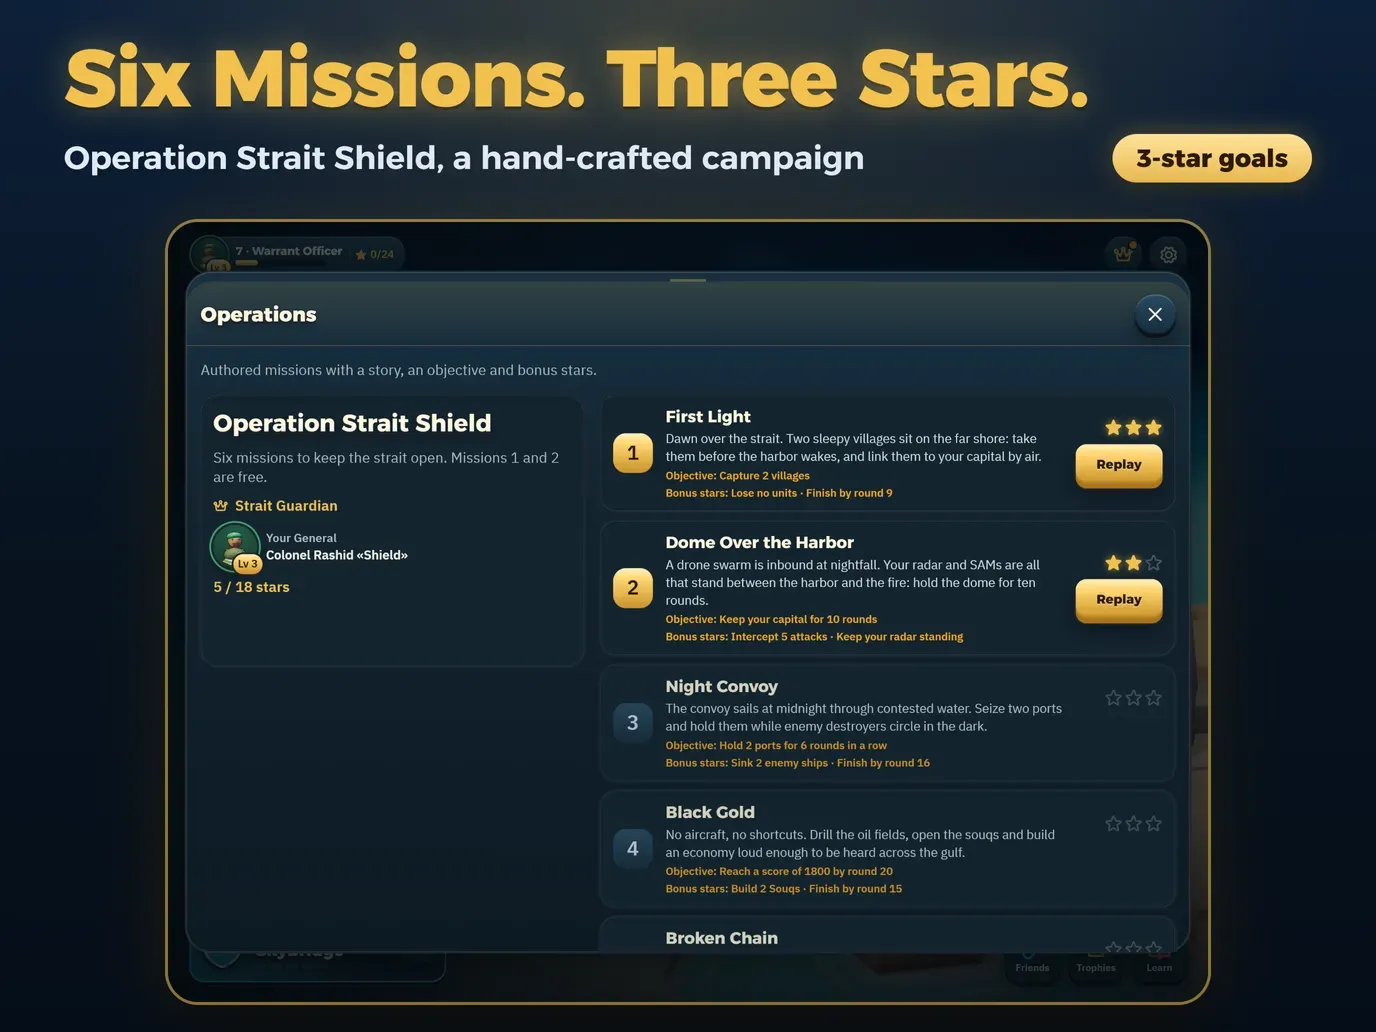 Six Missions. Three Stars.
Operation Strait Shield, a hand-crafted campaign
3-star goals
7 · Warrant Officer
0/24
Operations
Authored missions with a story, an objective and bonus stars.
Operation Strait Shield
Six missions to keep the strait open. Missions 1 and 2
are free.
Strait Guardian
Your General
Colonel Rashid «Shield»
Lv 3
5 / 18 stars
1
First Light
Dawn over the strait. Two sleepy villages sit on the far shore: take
them before the harbor wakes, and link them to your capital by air.
Objective: Capture 2 villages
Bonus stars: Lose no units · Finish by round 9
Replay
2
Dome Over the Harbor
A drone swarm is inbound at nightfall. Your radar and SAMs are all
that stand between the harbor and the fire: hold the dome for ten
rounds.
Objective: Keep your capital for 10 rounds
Bonus stars: Intercept 5 attacks · Keep your radar standing
Replay
3
Night Convoy
The convoy sails at midnight through contested water. Seize two ports
and hold them while enemy destroyers circle in the dark.
Objective: Hold 2 ports for 6 rounds in a row
Bonus stars: Sink 2 enemy ships · Finish by round 16
4
Black Gold
No aircraft, no shortcuts. Drill the oil fields, open the souqs and build
an economy loud enough to be heard across the gulf.
Objective: Reach a score of 1800 by round 20
Bonus stars: Build 2 Souqs · Finish by round 15
Broken Chain
Friends
Trophies
Learn